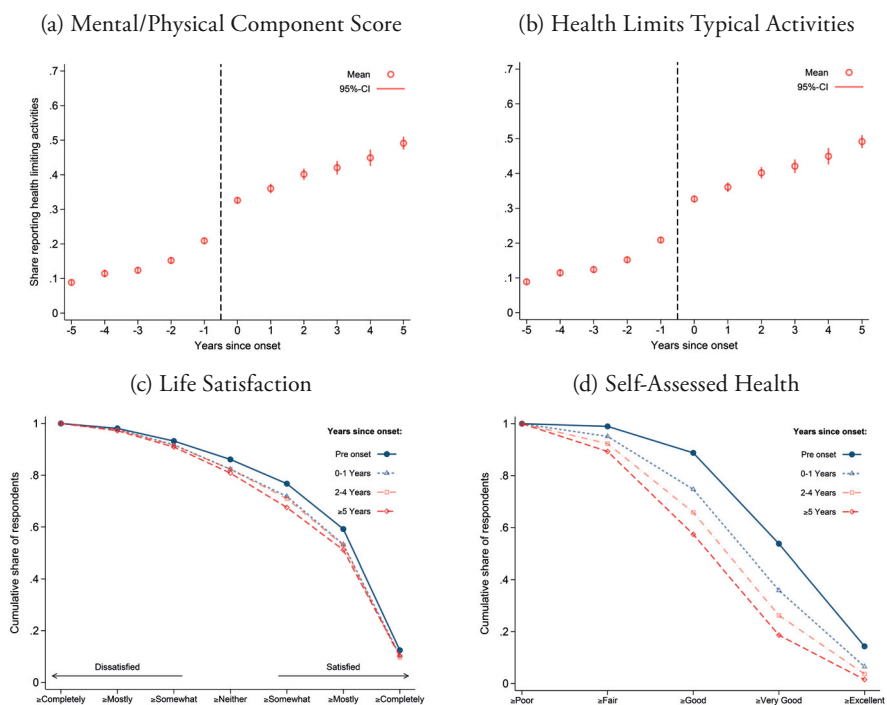 (a) Mental/Physical Component Score
Share reporting health limiting activities
.7
.6
.5
.4
.3
.2
.1
0
Mean
95%-CI
-5 -4 -3 -2 -1 0 1 2 3 4 5
Years since onset
(b) Health Limits Typical Activities
.7
.6
.5
.4
.3
.2
.1
0
Mean
95%-CI
-5 -4 -3 -2 -1 0 1 2 3 4 5
Years since onset
(c) Life Satisfaction
Cumulative share of respondents
1
.8
.6
.4
.2
0
Years since onset:
Pre onset
0-1 Years
2-4 Years
≥5 Years
Dissatisfied Satisfied
≥Completely ≥Mostly ≥Somewhat ≥Neither ≥Somewhat ≥Mostly ≥Completely
(d) Self-Assessed Health
Cumulative share of respondents
1
.8
.6
.4
.2
0
Years since onset:
Pre onset
0-1 Years
2-4 Years
≥5 Years
≥Poor ≥Fair ≥Good ≥Very Good ≥Excellent